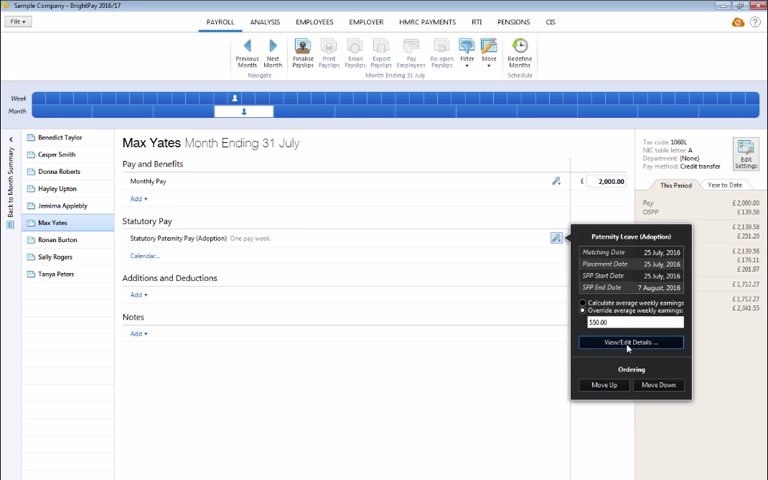 Sample Company - BrightPay 2016/17
File
PAYROLL
ANALYSIS
EMPLOYEES
EMPLOYER
HMRC PAYMENTS
RTI
PENSIONS
CIS
Previous Month
Next Month
Finalise Payslips
Print Payslips
Email Payslips
Export Payslips
Pay Employees
Re-open Payslips
Filter
More
Redefine Months
Navigate
Month Ending 31 July
Schedule
Week
Month
Back to Month Summary
Benedict Taylor
Casper Smith
Donna Roberts
Hayley Upton
Jemima Applebly
Max Yates
Ronan Burton
Sally Rogers
Tanya Peters
Max Yates Month Ending 31 July
Pay and Benefits
Monthly Pay
£ 2,000.00
Add
Statutory Pay
Statutory Paternity Pay (Adoption) One pay week.
Calendar...
Additions and Deductions
Add
Notes
Add
Paternity Leave (Adoption)
Matching Date 25 July, 2016
Placement Date 25 July, 2016
SPP Start Date 25 July, 2016
SPP End Date 7 August, 2016
Calculate average weekly earnings
Override average weekly earnings:
550.00
View/Edit Details ...
Ordering
Move Up
Move Down
Tax code: 1060L
NIC table letter: A
Department: (None)
Pay method: Credit transfer
Edit Settings
This Period
Year to Date
Pay £ 2,000.00
OSPP £ 139.58
£ 2,139.58
£ 251.20
£ 2,139.58
£ 176.11
£ 201.97
£ 1,712.27
£ 1,712.27
£ 2,341.55